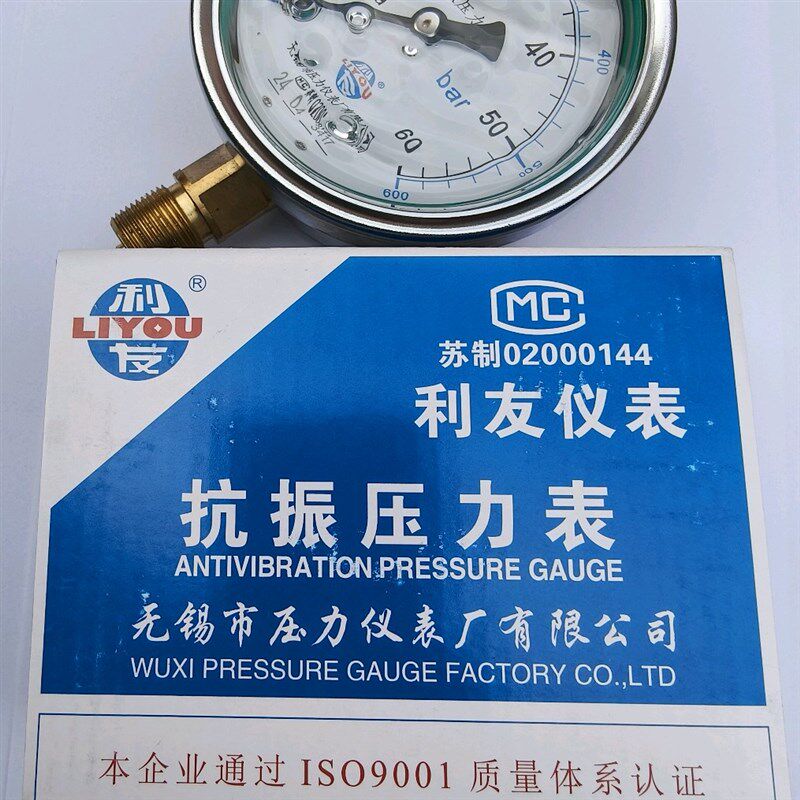 40
400
bar
50
500
60
600
LIYOU
24 04
利
®
LIYOU
友
MC
苏制02000144
利友仪表
抗振压力表
ANTIVIBRATION PRESSURE GAUGE
无锡市压力仪表厂有限公司
WUXI PRESSURE GAUGE FACTORY CO.,LTD
本企业通过ISO9001质量体系认证